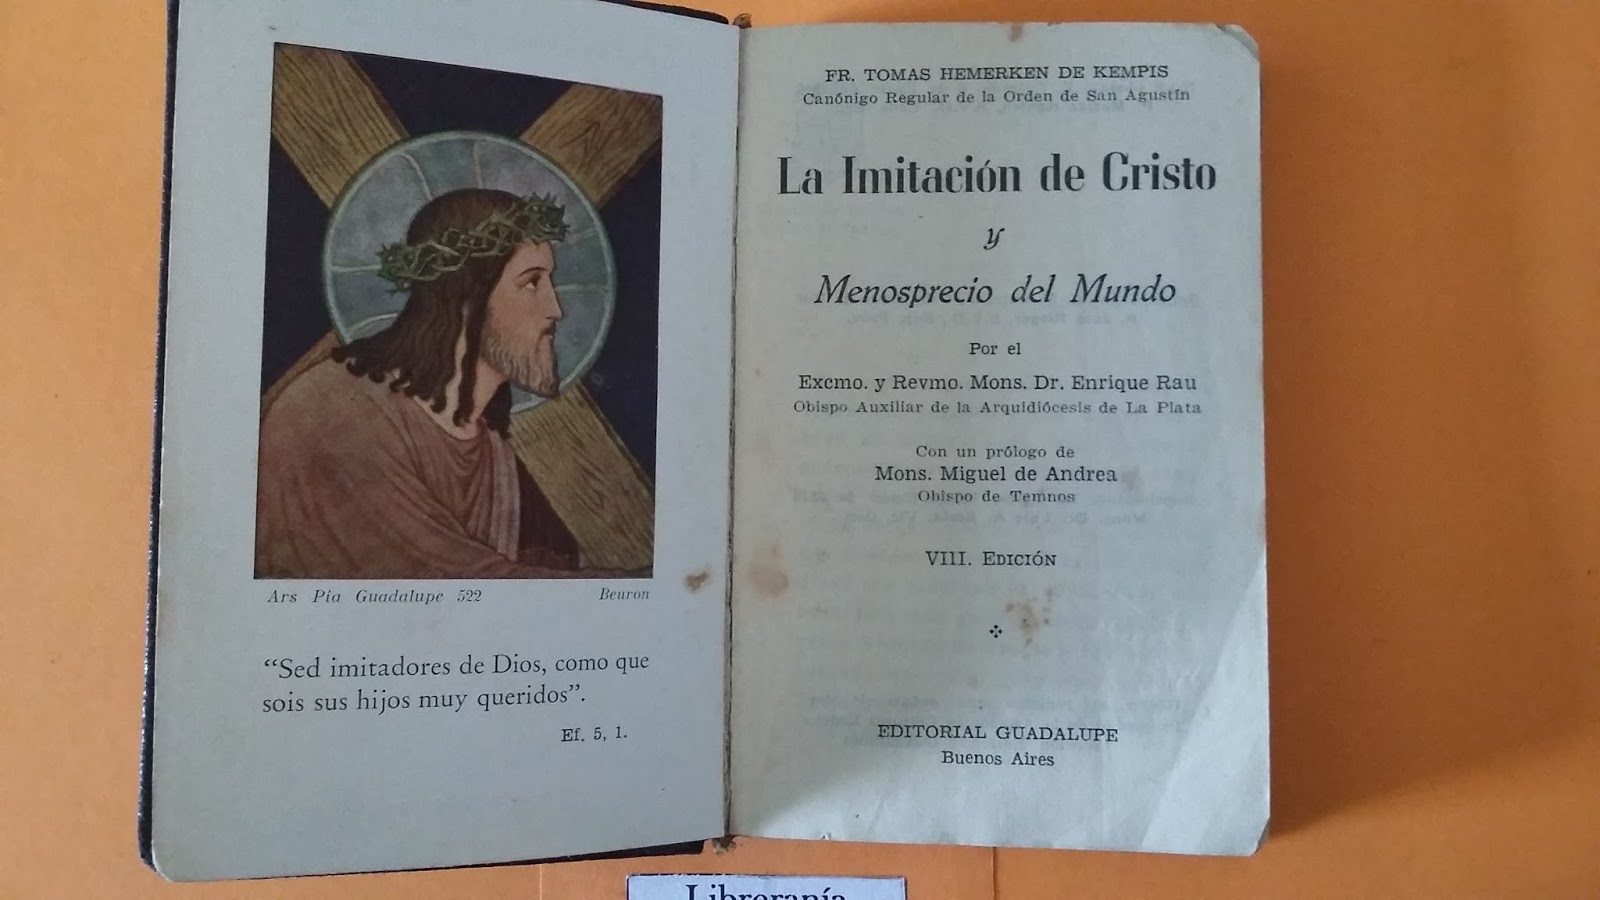 Ars Pia Guadalupe 522 Beuron
“Sed imitadores de Dios, como que
sois sus hijos muy queridos”.
Ef. 5, 1.
FR. TOMAS HEMERKEN DE KEMPIS
Canónigo Regular de la Orden de San Agustín
La Imitación de Cristo
y
Menosprecio del Mundo
Por el
Excmo. y Revmo. Mons. Dr. Enrique Rau
Obispo Auxiliar de la Arquidiócesis de La Plata
Con un prólogo de
Mons. Miguel de Andrea
Obispo de Temnos
VIII. EDICIÓN
EDITORIAL GUADALUPE
Buenos Aires
Libreranía